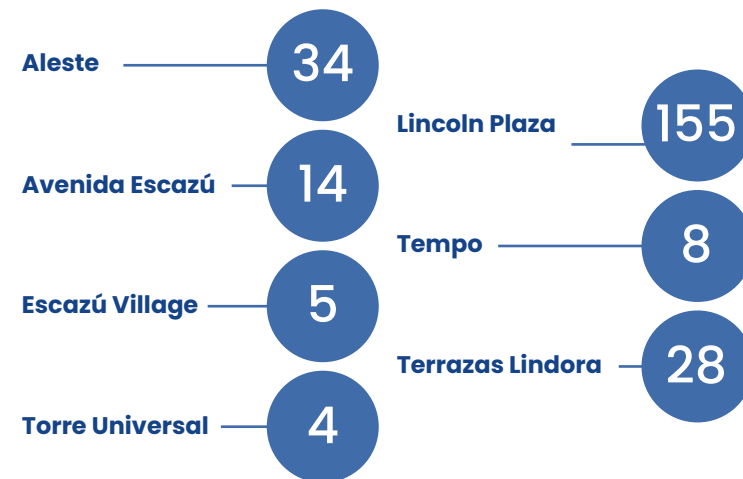 Aleste
34
Avenida Escazú
14
Escazú Village
5
Torre Universal
4
Lincoln Plaza
155
Tempo
8
Terrazas Lindora
28